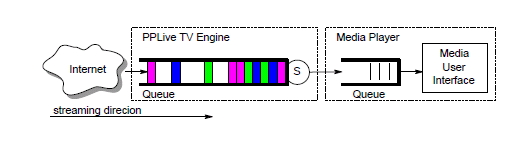 PPLive TV Engine
Media Player
Internet
S
Media
User
Interface
Queue
Queue
streaming direcion